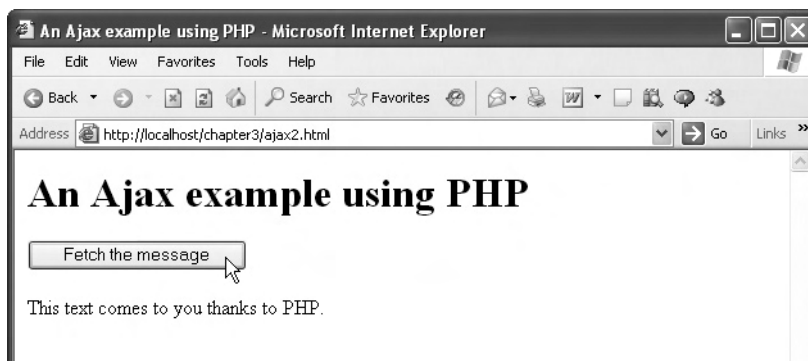 An Ajax example using PHP - Microsoft Internet Explorer
File Edit View Favorites Tools Help
Back Search Favorites W
Address http://localhost/chapter3/ajax2.html Go Links »
An Ajax example using PHP
Fetch the message
This text comes to you thanks to PHP.